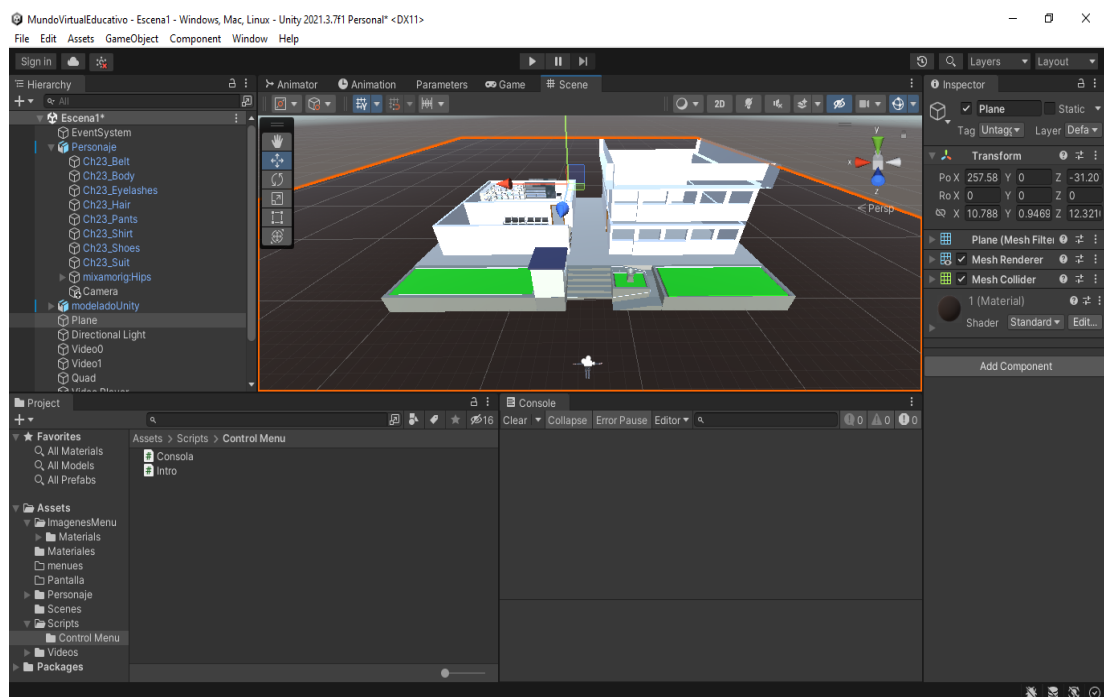 MundoVirtualEducativo - Escena1 - Windows, Mac, Linux - Unity 2021.3.7f1 Personal* <DX11>
File Edit Assets GameObject Component Window Help
Sign in
Layers Layout
Hierarchy
All
Escena1*
EventSystem
Personaje
Ch23_Belt
Ch23_Body
Ch23_Eyelashes
Ch23_Hair
Ch23_Pants
Ch23_Shirt
Ch23_Shoes
Ch23_Suit
mixamorig:Hips
Camera
modeladoUnity
Plane
Directional Light
Video0
Video1
Quad
Video Player
Animator Animation Parameters Game Scene
2D
y
x
z
Persp
Inspector
Plane Static
Tag Untagg Layer Defa
Transform
Po X 257.58 Y 0 Z -31.20
Ro X 0 Y 0 Z 0
X 10.788 Y 0.9469 Z 12.321
Plane (Mesh Filter
Mesh Renderer
Mesh Collider
1 (Material)
Shader Standard Edit...
Add Component
Project
16
Favorites
All Materials
All Models
All Prefabs
Assets
ImagenesMenu
Materials
Materiales
menues
Pantalla
Personaje
Scenes
Scripts
Control Menu
Videos
Packages
Assets > Scripts > Control Menu
Consola
Intro
Console
Clear Collapse Error Pause Editor
0 0 0